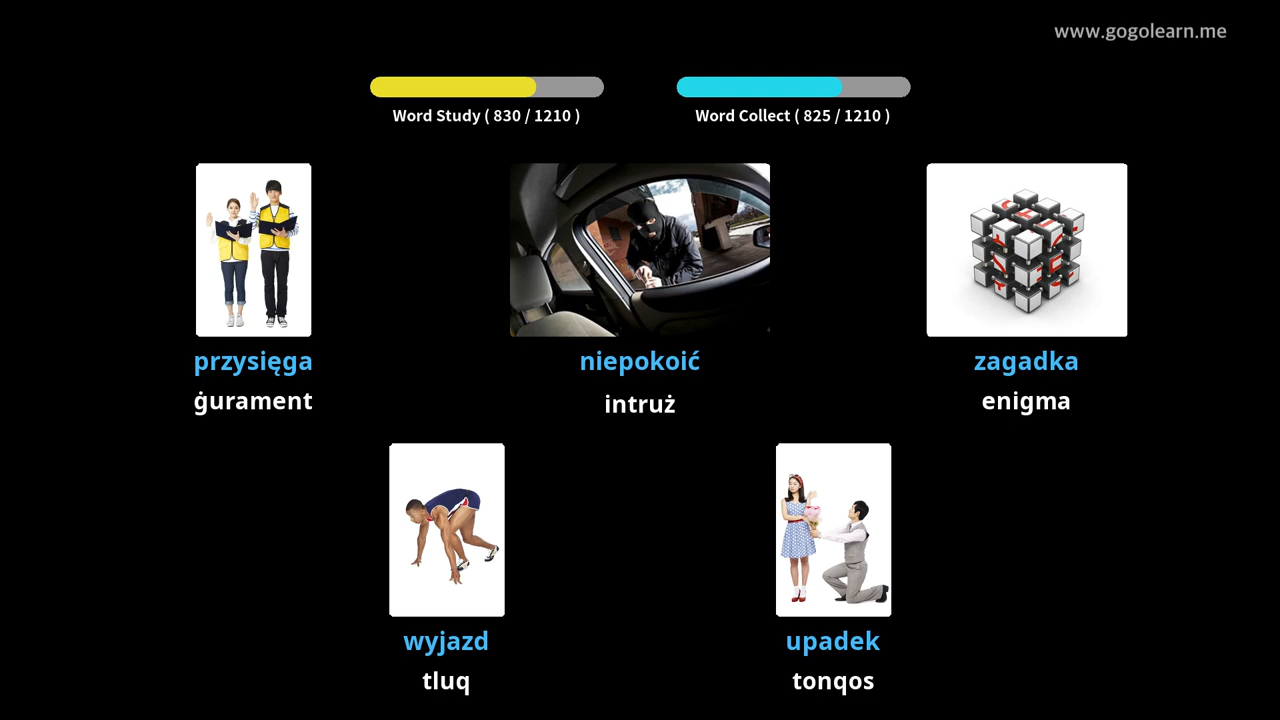 www.gogolearn.me
Word Study ( 830 / 1210 )
Word Collect ( 825 / 1210 )
przysięga
ġurament
niepokoić
intruż
zagadka
enigma
wyjazd
tluq
upadek
tonqos